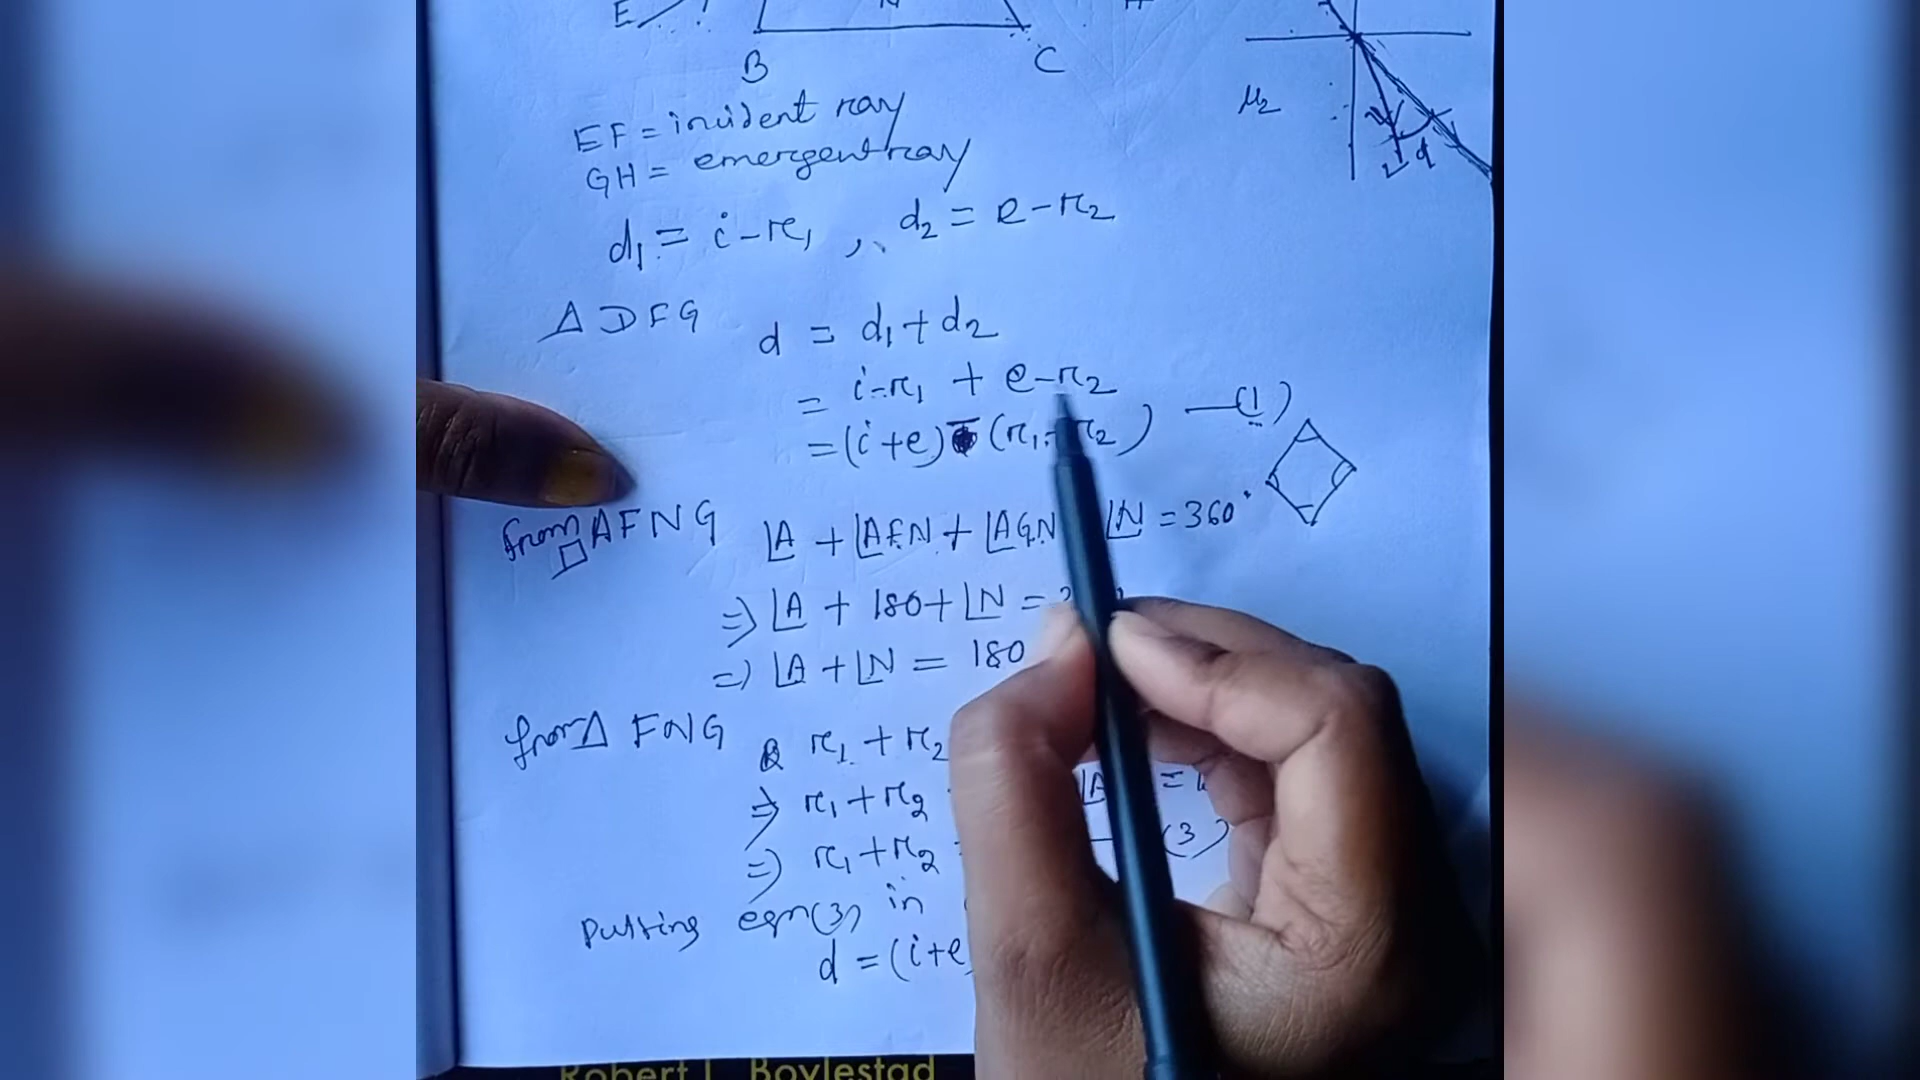 E
B C
μ2
d
EF = incident ray
GH = emergent ray
d1 = i-r1, d2 = e-r2
Δ DFG d = d1+d2
= i-r1 + e-r2
=(i+e)-(r1+r2) —(1)
from □ AFNG ∠A + ∠AFN + ∠AGN ∠N = 360°
=> ∠A + 180 + ∠N =
=> ∠A + ∠N = 180
from Δ FNG r1 + r2
=> r1 + r2 ∠A =
=> r1 + r2 (3)
Putting eqn(3) in
d = (i+e
Robert L Boylestad